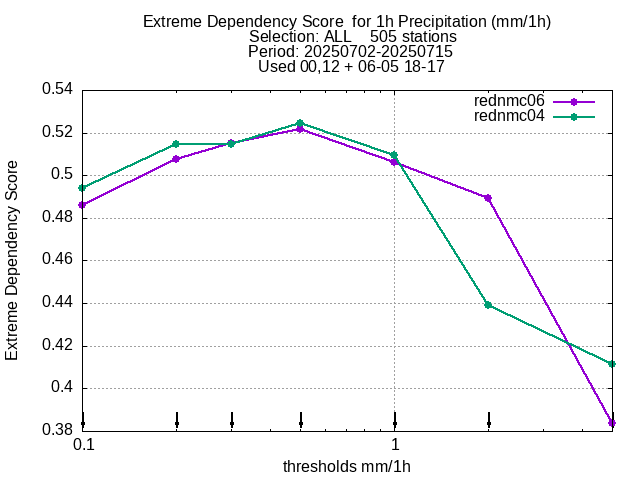 Extreme Dependency Score  for 1h Precipitation (mm/1h)
Selection: ALL    505 stations
Period: 20250702-20250715
Used 00,12 + 06-05 18-17
rednmc06
rednmc04
Extreme Dependency Score
0.54
0.52
0.5
0.48
0.46
0.44
0.42
0.4
0.38
0.1
1
thresholds mm/1h